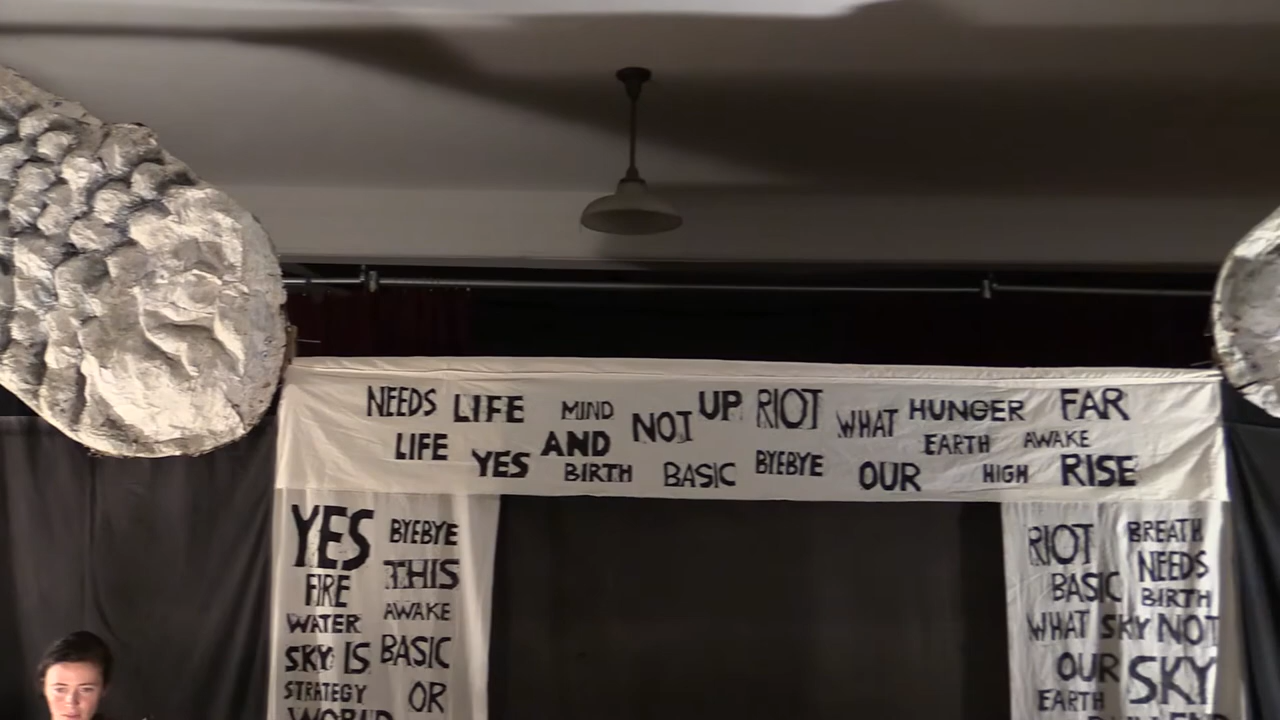 NEEDS LIFE MIND NOT UP RIOT WHAT HUNGER FAR
LIFE YES AND BIRTH BASIC BYEBYE OUR EARTH HIGH AWAKE RISE
YES BYEBYE
FIRE THIS
WATER AWAKE
SKY IS BASIC
STRATEGY OR
WORLD
RIOT BREATH
BASIC NEEDS
BIRTH
WHAT SKY NOT
OUR SKY
EARTH